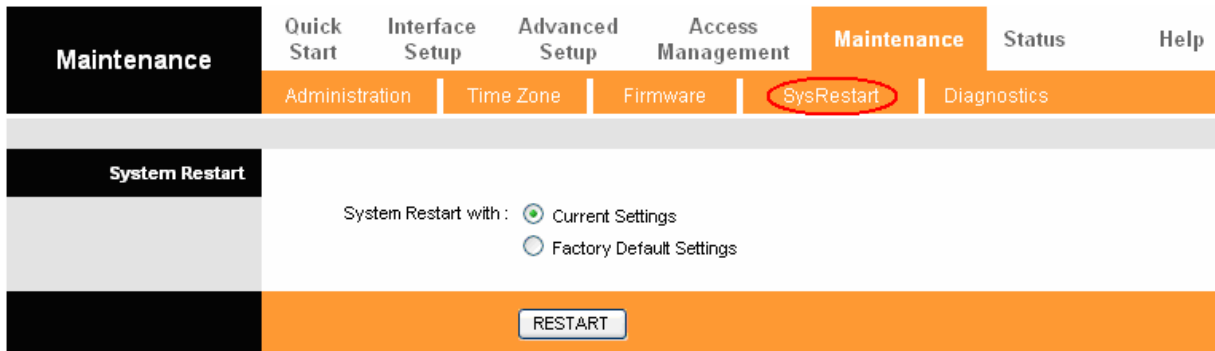 Maintenance
Quick Start
Interface Setup
Advanced Setup
Access Management
Maintenance
Status
Help
Administration
Time Zone
Firmware
SysRestart
Diagnostics
System Restart
System Restart with :
Current Settings
Factory Default Settings
RESTART